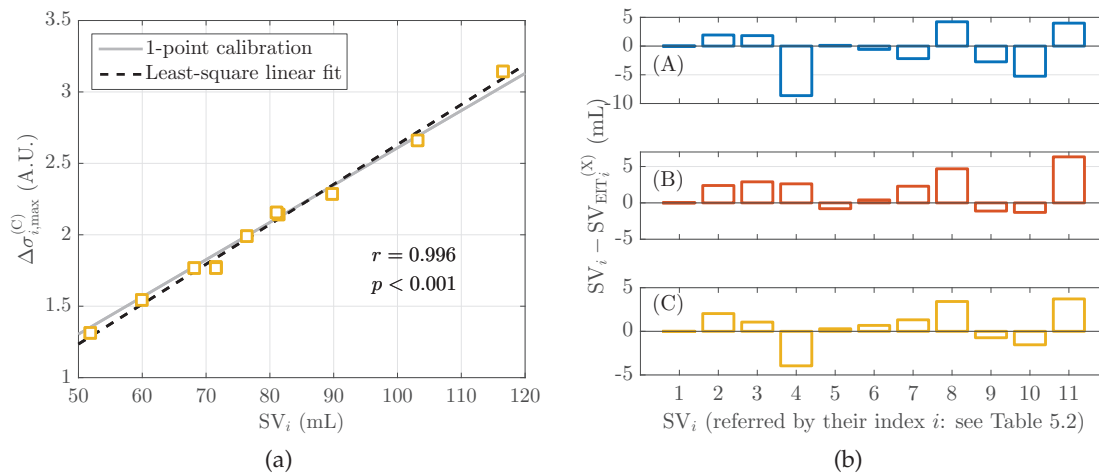 3.5
3
2.5
2
1.5
1
50 60 70 80 90 100 110 120
Δσ_{i,max}^{(C)} (A.U.)
SV_i (mL)
1-point calibration
Least-square linear fit
r = 0.996
p < 0.001
(a)
5
0
-5
10
(A)
5
0
-5
(B)
5
0
-5
(C)
SV_i − SV_{EIT_i}^{(X)} (mL)
1 2 3 4 5 6 7 8 9 10 11
SV_i (referred by their index i: see Table 5.2)
(b)